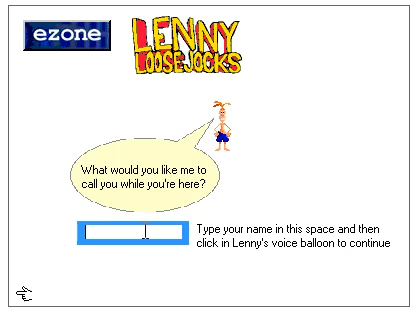 ezone
LENNY
LOOSEJOCKS
What would you like me to
call you while you're here?
Type your name in this space and then
click in Lenny's voice balloon to continue